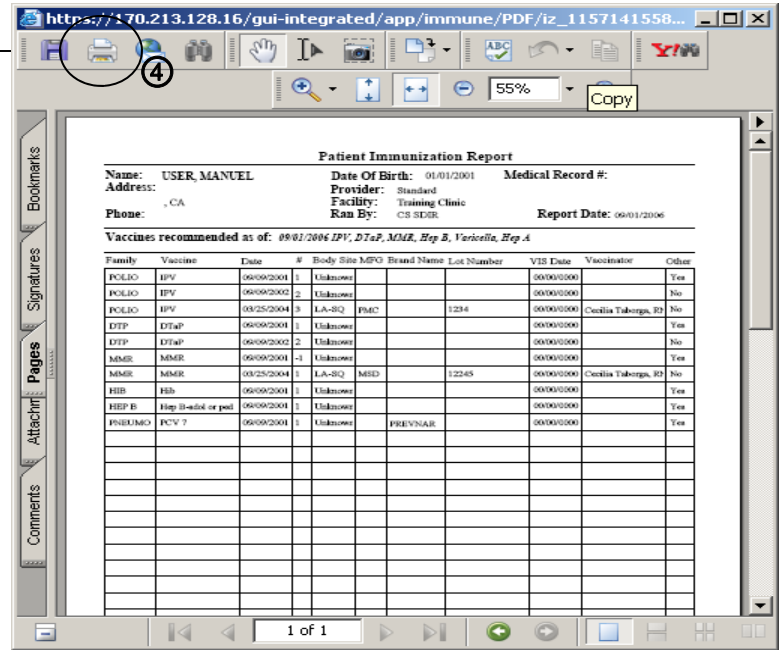 https://170.213.128.16/gui-integrated/app/immune/PDF/iz_1157141558...
④
ABC
Y!
55%
Copy
Bookmarks
Signatures
Pages
Attachm
Comments
Patient Immunization Report
Name: USER, MANUEL Date Of Birth: 01/01/2001 Medical Record #:
Address: Provider: Standard
, CA Facility: Training Clinic
Phone: Ran By: CS SDIR Report Date: 09/01/2006
Vaccines recommended as of: 09/01/2006 IPV, DTaP, MMR, Hep B, Varicella, Hep A
Family Vaccine Date # Body Site MFG Brand Name Lot Number VIS Date Vaccinator Other
POLIO IPV 09/09/2001 1 Unknown 00/00/0000 Yes
POLIO IPV 09/09/2002 2 Unknown 00/00/0000 No
POLIO IPV 03/25/2004 3 LA-SQ PMC 1234 00/00/0000 Cecilia Taborga, RN No
DTP DTaP 09/09/2001 1 Unknown 00/00/0000 Yes
DTP DTaP 09/09/2002 2 Unknown 00/00/0000 No
MMR MMR 09/09/2001 -1 Unknown 00/00/0000 Yes
MMR MMR 03/25/2004 1 LA-SQ MSD 12245 00/00/0000 Cecilia Taborga, RN No
HIB Hib 09/09/2001 1 Unknown 00/00/0000 Yes
HEP B Hep B-adol or ped 09/09/2001 1 Unknown 00/00/0000 Yes
PNEUMO PCV 7 09/09/2001 1 Unknown PREVNAR 00/00/0000 Yes
1 of 1